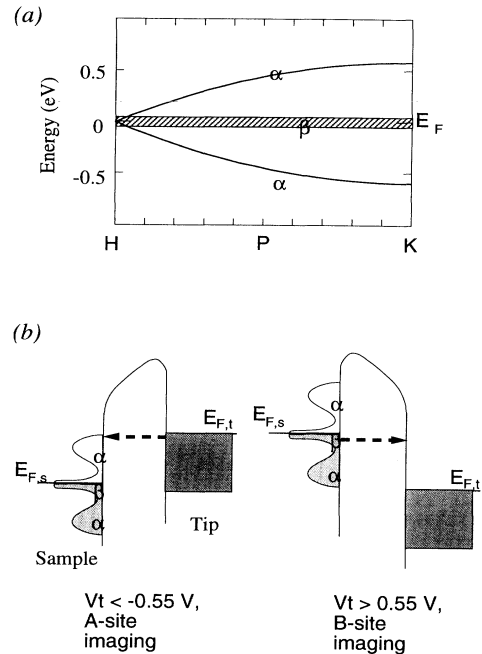 (a)
Energy (eV)
0.5
0
-0.5
α
β
α
E F
H P K
(b)
α
E F,s
β
α
E F,t
Sample
Tip
Vt < -0.55 V,
A-site
imaging
α
E F,s
β
α
E F,t
Vt > 0.55 V,
B-site
imaging